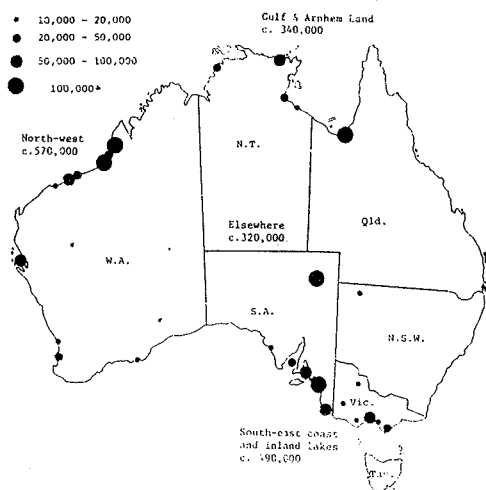 10,000 - 20,000
20,000 - 50,000
50,000 - 100,000
100,000+
Gulf & Arnhem Land
c. 340,000
North-west
c.570,000
N.T.
Elsewhere
c.320,000
Qld.
W.A.
S.A.
N.S.W.
Vic.
South-east coast
and inland lakes
c.
Tas.